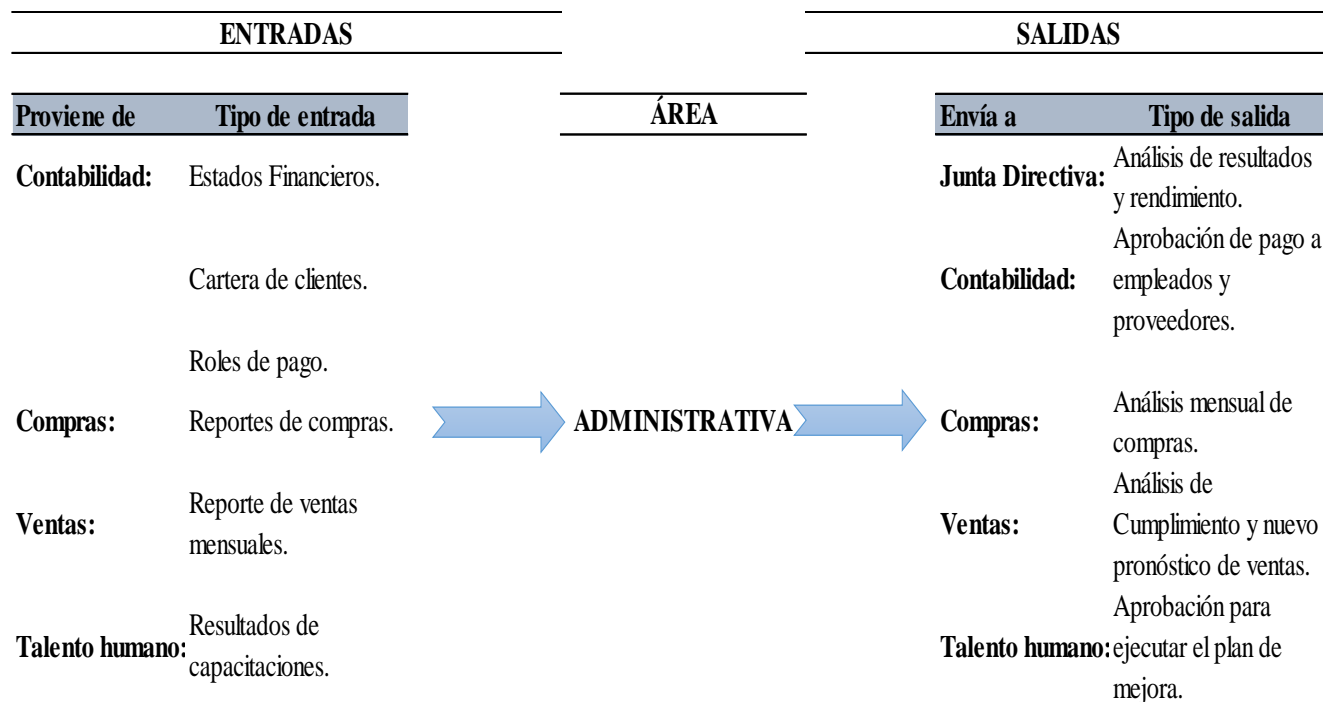 ENTRADAS
SALIDAS
Proviene de Tipo de entrada
ÁREA
Envía a Tipo de salida
Contabilidad: Estados Financieros.
Cartera de clientes.
Roles de pago.
Compras: Reportes de compras.
Ventas: Reporte de ventas
mensuales.
Talento humano: Resultados de
capacitaciones.
ADMINISTRATIVA
Junta Directiva: Análisis de resultados
y rendimiento.
Contabilidad: Aprobación de pago a
empleados y
proveedores.
Compras: Análisis mensual de
compras.
Ventas: Análisis de
Cumplimiento y nuevo
pronóstico de ventas.
Talento humano: Aprobación para
ejecutar el plan de
mejora.